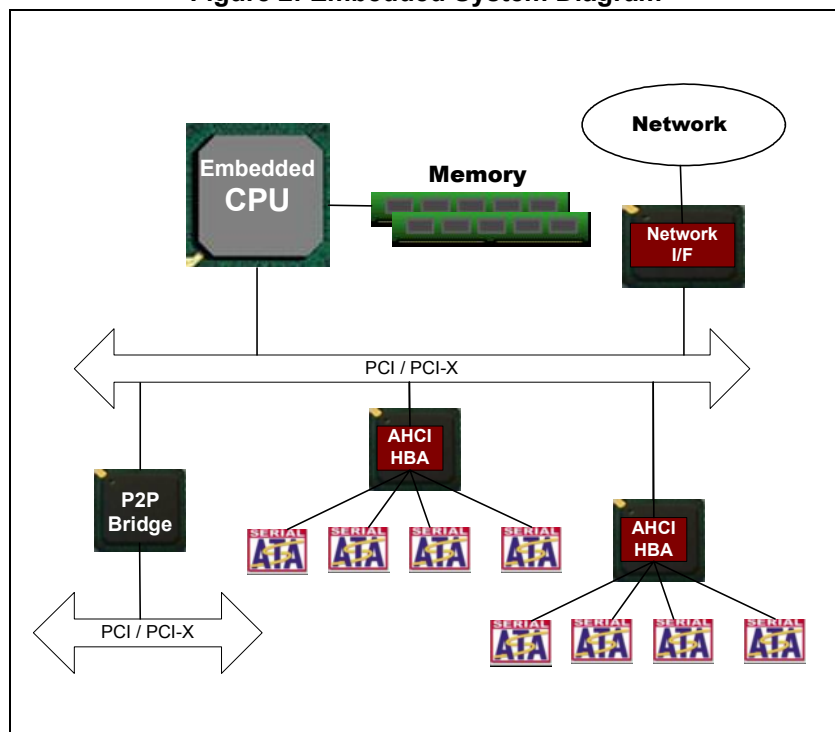 Figure 2: Embedded System Diagram
Network
Embedded
CPU
Memory
Network
I/F
PCI / PCI-X
AHCI
HBA
P2P
Bridge
SERIAL
ATA
SERIAL
ATA
SERIAL
ATA
SERIAL
ATA
AHCI
HBA
PCI / PCI-X
SERIAL
ATA
SERIAL
ATA
SERIAL
ATA
SERIAL
ATA